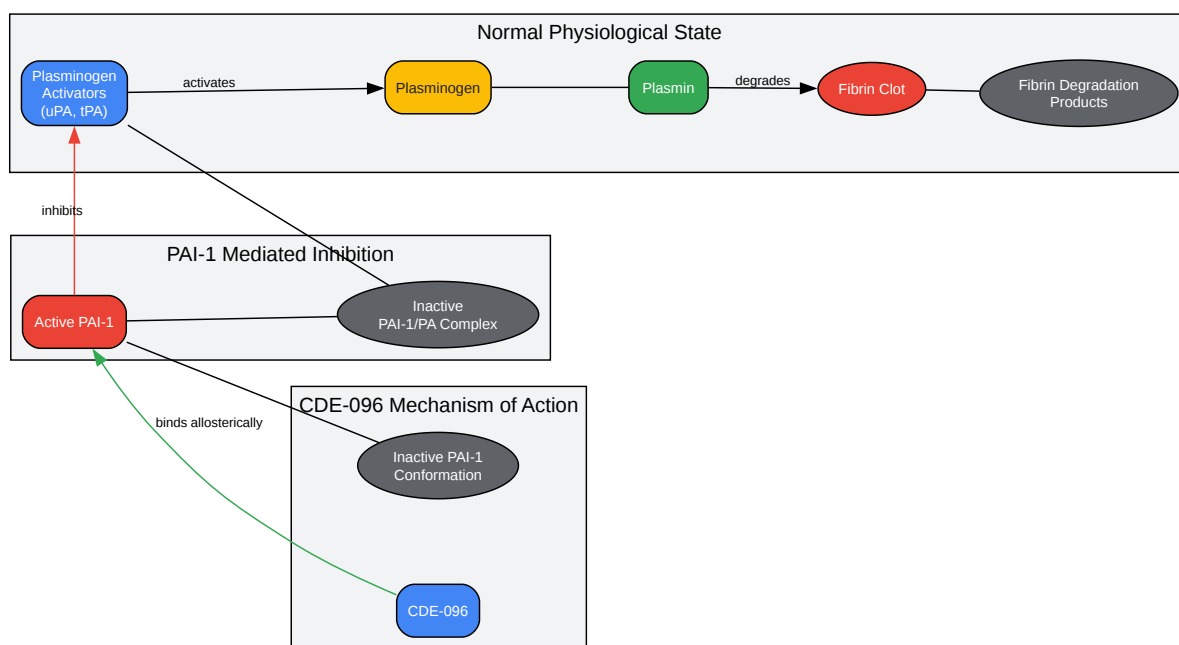 Normal Physiological State
Plasminogen
Activators
(uPA, tPA)
activates
Plasminogen
Plasmin
degrades
Fibrin Clot
Fibrin Degradation
Products
inhibits
PAI-1 Mediated Inhibition
Active PAI-1
Inactive
PAI-1/PA Complex
CDE-096 Mechanism of Action
binds allosterically
Inactive PAI-1
Conformation
CDE-096